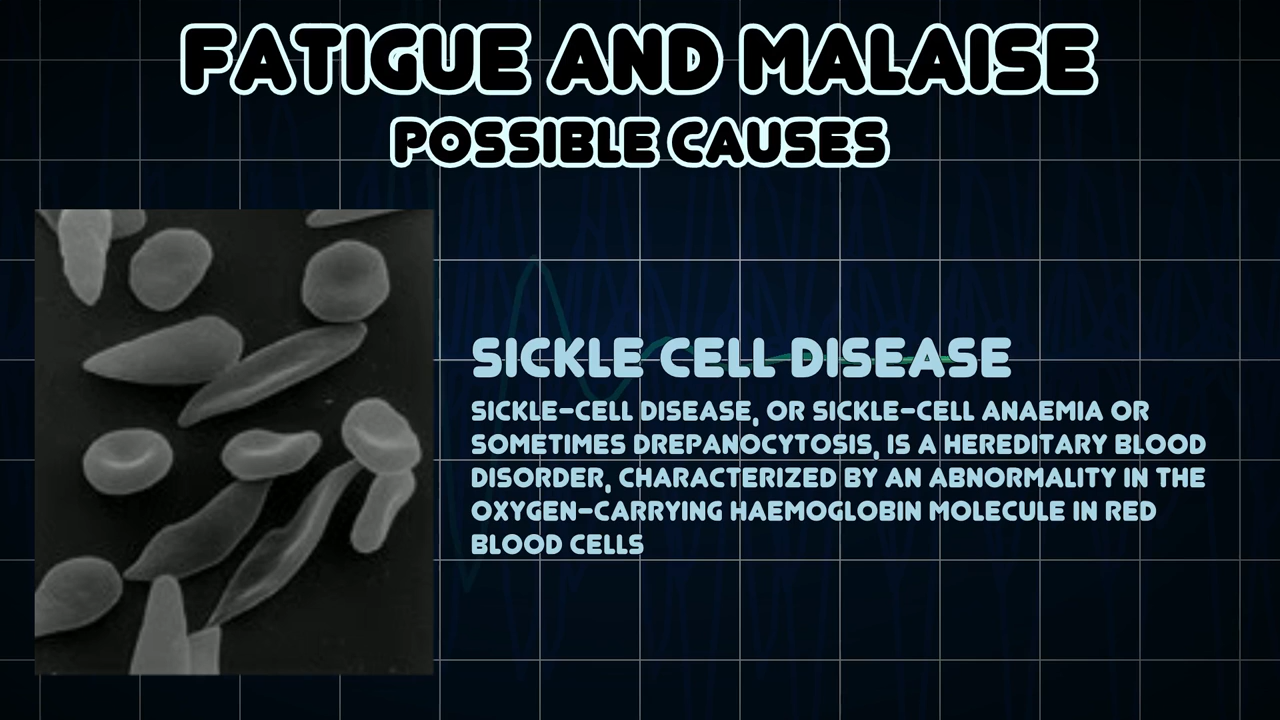 FATIGUE AND MALAISE
POSSIBLE CAUSES
SICKLE CELL DISEASE
SICKLE-CELL DISEASE, OR SICKLE-CELL ANAEMIA OR
SOMETIMES DREPANOCYTOSIS, IS A HEREDITARY BLOOD
DISORDER, CHARACTERIZED BY AN ABNORMALITY IN THE
OXYGEN-CARRYING HAEMOGLOBIN MOLECULE IN RED
BLOOD CELLS